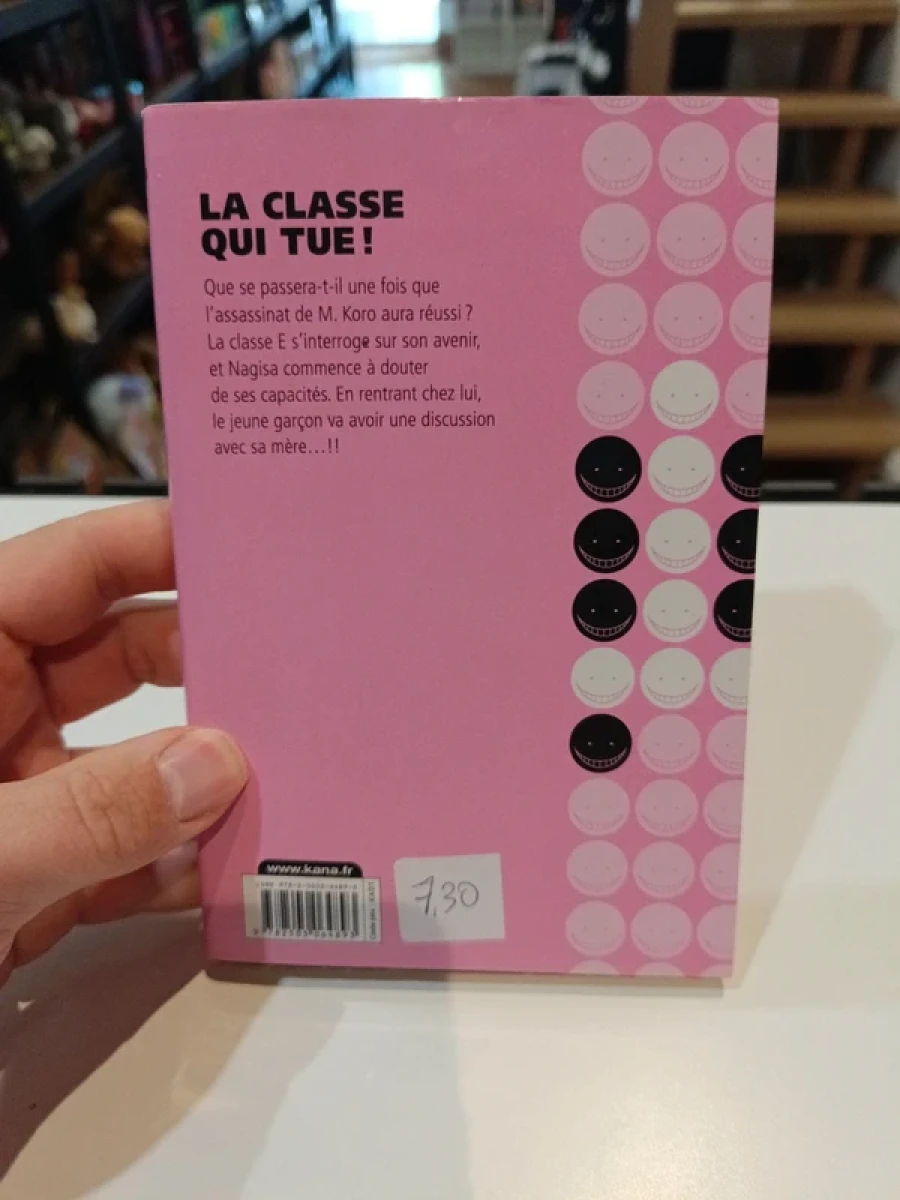 LA CLASSE
QUI TUE !
Que se passera-t-il une fois que
l'assassinat de M. Koro aura réussi ?
La classe E s'interroge sur son avenir,
et Nagisa commence à douter
de ses capacités. En rentrant chez lui,
le jeune garçon va avoir une discussion
avec sa mère...!!
www.kana.fr
7,30